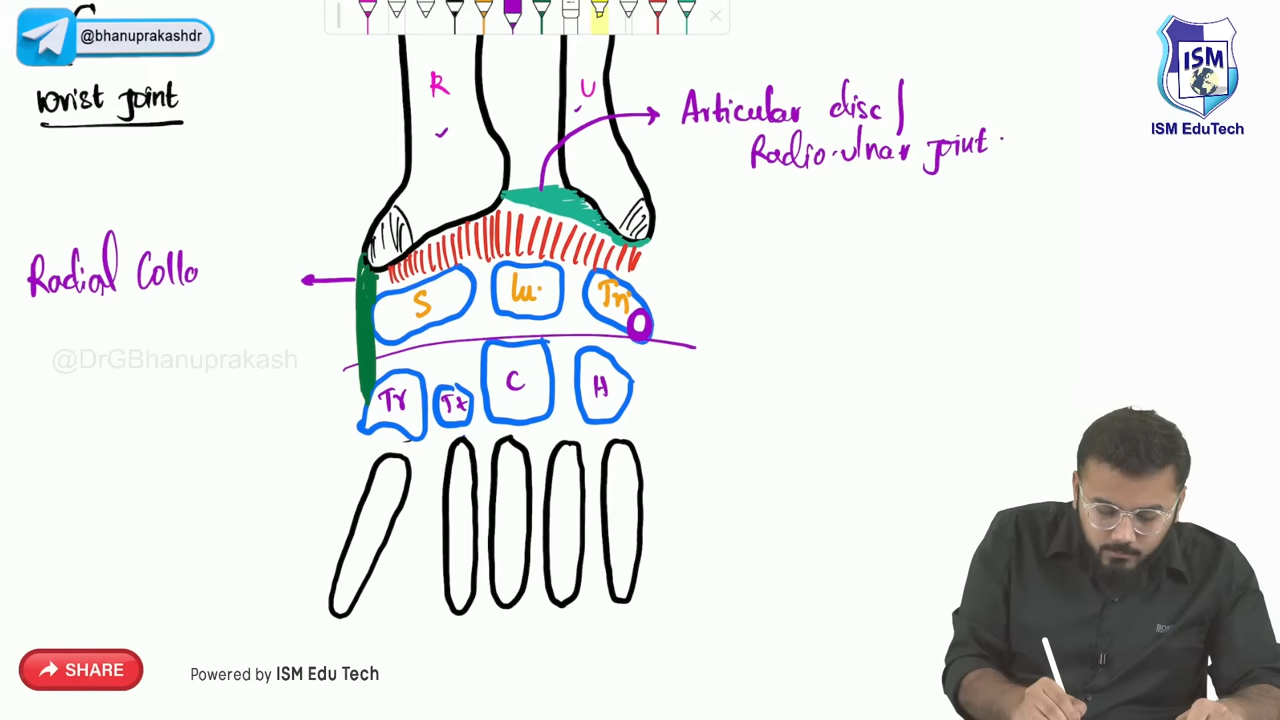 @bhanuprakashdr
wrist joint
R
U
Articular disc /
Radio-ulnar joint
ISM
ISM EduTech
Radial Colla
S
lu.
Tri
@DrGBhanuprakash
Tr
Tz
C
H
SHARE
Powered by ISM Edu Tech